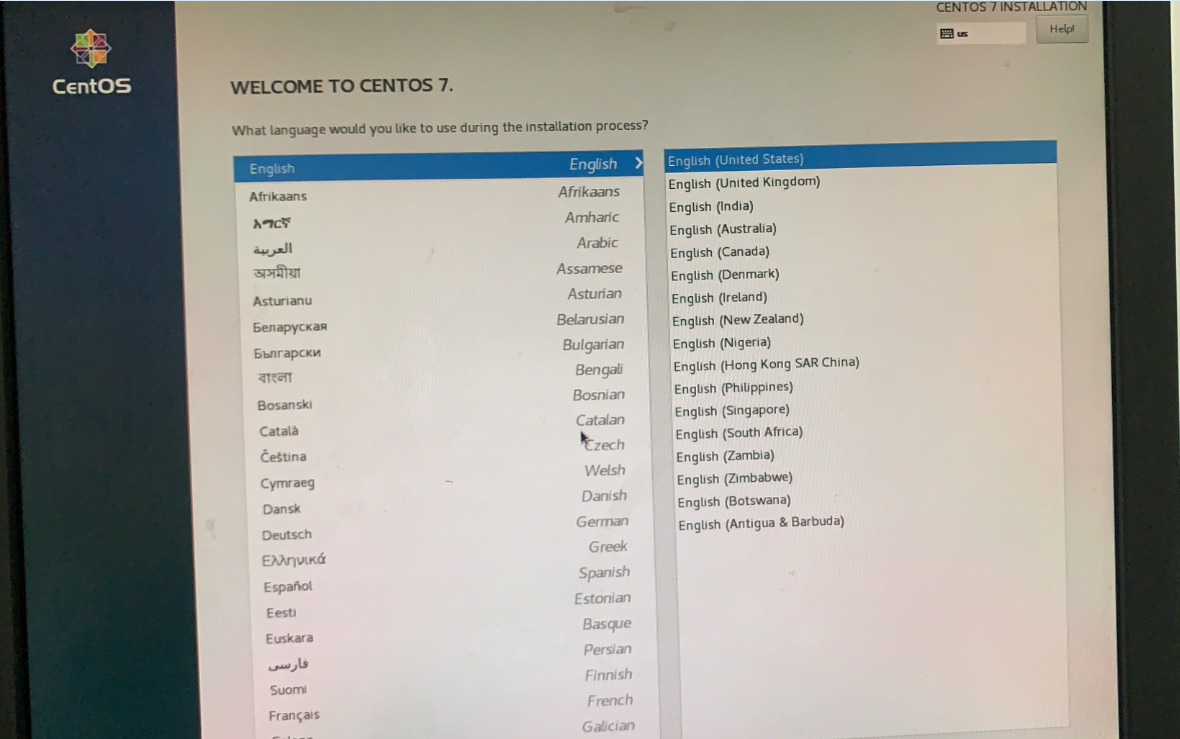 CENTOS 7 INSTALLATION
us
Help!
CentOS
WELCOME TO CENTOS 7.
What language would you like to use during the installation process?
English English
Afrikaans Afrikaans
አማርኛ Amharic
العربية Arabic
অসমীয়া Assamese
Asturianu Asturian
Беларуская Belarusian
Български Bulgarian
বাংলা Bengali
Bosanski Bosnian
Català Catalan
Čeština Czech
Cymraeg Welsh
Dansk Danish
Deutsch German
Ελληνικά Greek
Español Spanish
Eesti Estonian
Euskara Basque
فارسی Persian
Suomi Finnish
Français French
Galician
English (United States)
English (United Kingdom)
English (India)
English (Australia)
English (Canada)
English (Denmark)
English (Ireland)
English (New Zealand)
English (Nigeria)
English (Hong Kong SAR China)
English (Philippines)
English (Singapore)
English (South Africa)
English (Zambia)
English (Zimbabwe)
English (Botswana)
English (Antigua & Barbuda)